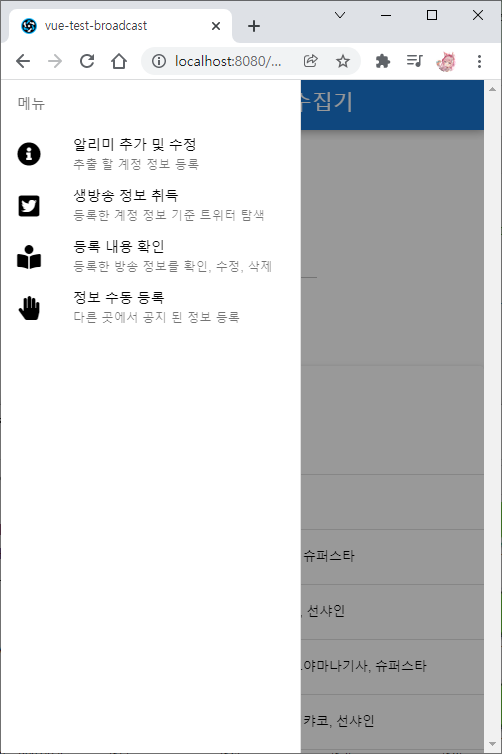 vue-test-broadcast
localhost:8080/...
수집기
메뉴
알리미 추가 및 수정
추출 할 계정 정보 등록
생방송 정보 취득
등록한 계정 정보 기준 트위터 탐색
등록 내용 확인
등록한 방송 정보를 확인, 수정, 삭제
정보 수동 등록
다른 곳에서 공지 된 정보 등록
슈퍼스타
, 선샤인
야마나기사, 슈퍼스타
카코, 선샤인